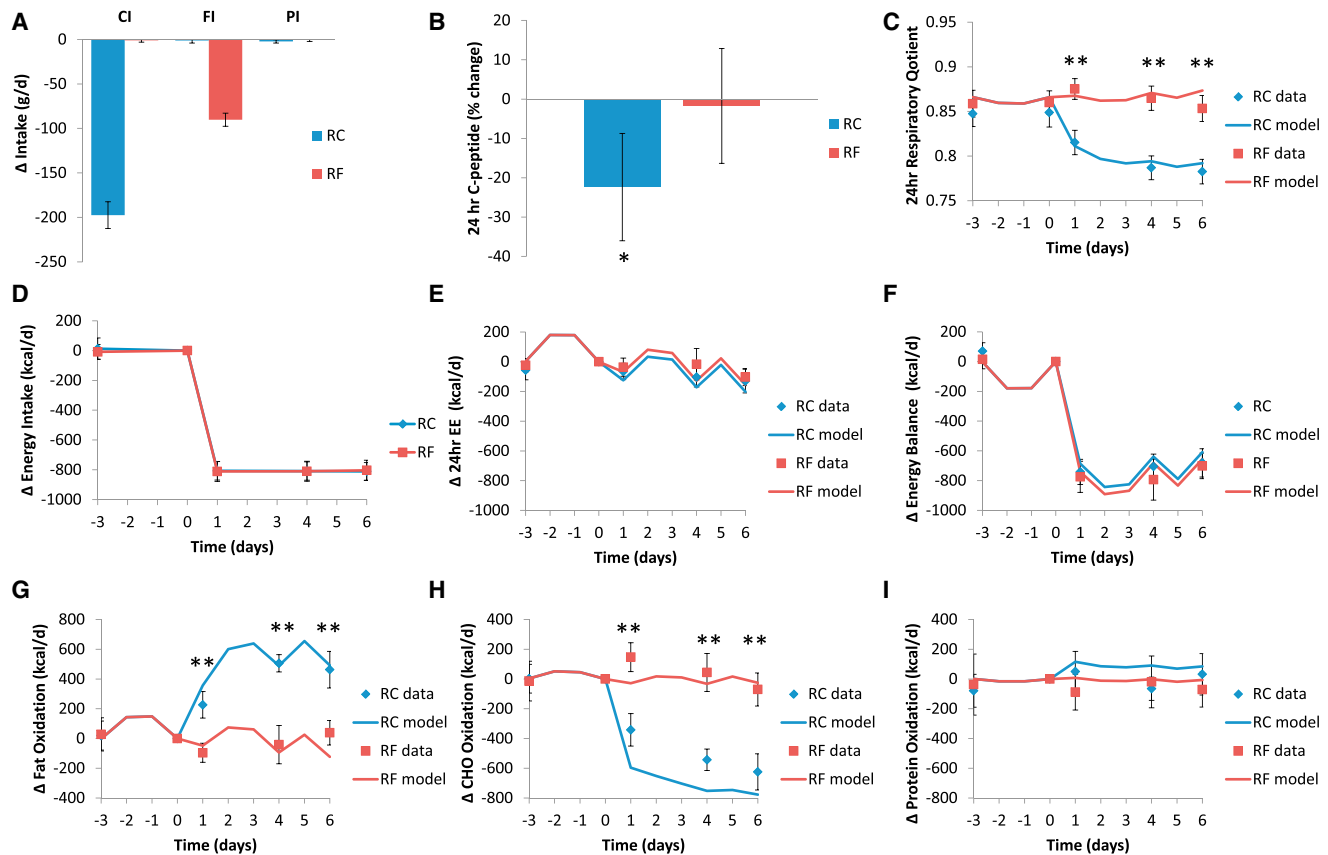 A
CI FI PI
Δ Intake (g/d)
0
-50
-100
-150
-200
-250
RC
RF
B
24 hr C-peptide (% change)
20
10
0
-10
-20
-30
-40
*
RC
RF
C
24hr Respiratory Qotient
0.95
0.9
0.85
0.8
0.75
** ** **
-3 -2 -1 0 1 2 3 4 5 6
Time (days)
RC data
RC model
RF data
RF model
D
Δ Energy Intake (kcal/d)
200
0
-200
-400
-600
-800
-1000
-3 -2 -1 0 1 2 3 4 5 6
Time (days)
RC
RF
E
Δ 24hr EE (kcal/d)
200
0
-200
-400
-600
-800
-1000
-3 -2 -1 0 1 2 3 4 5 6
Time (days)
RC data
RC model
RF data
RF model
F
Δ Energy Balance (kcal/d)
200
0
-200
-400
-600
-800
-1000
-3 -2 -1 0 1 2 3 4 5 6
Time (days)
RC
RC model
RF
RF model
G
Δ Fat Oxidation (kcal/d)
800
600
400
200
0
-200
-400
** ** **
-3 -2 -1 0 1 2 3 4 5 6
Time (days)
RC data
RC model
RF data
RF model
H
Δ CHO Oxidation (kcal/d)
400
200
0
-200
-400
-600
-800
** ** **
-3 -2 -1 0 1 2 3 4 5 6
Time (days)
RC data
RC model
RF data
RF model
I
Δ Protein Oxidation (kcal/d)
400
200
0
-200
-400
-600
-800
-3 -2 -1 0 1 2 3 4 5 6
Time (days)
RC data
RC model
RF data
RF model